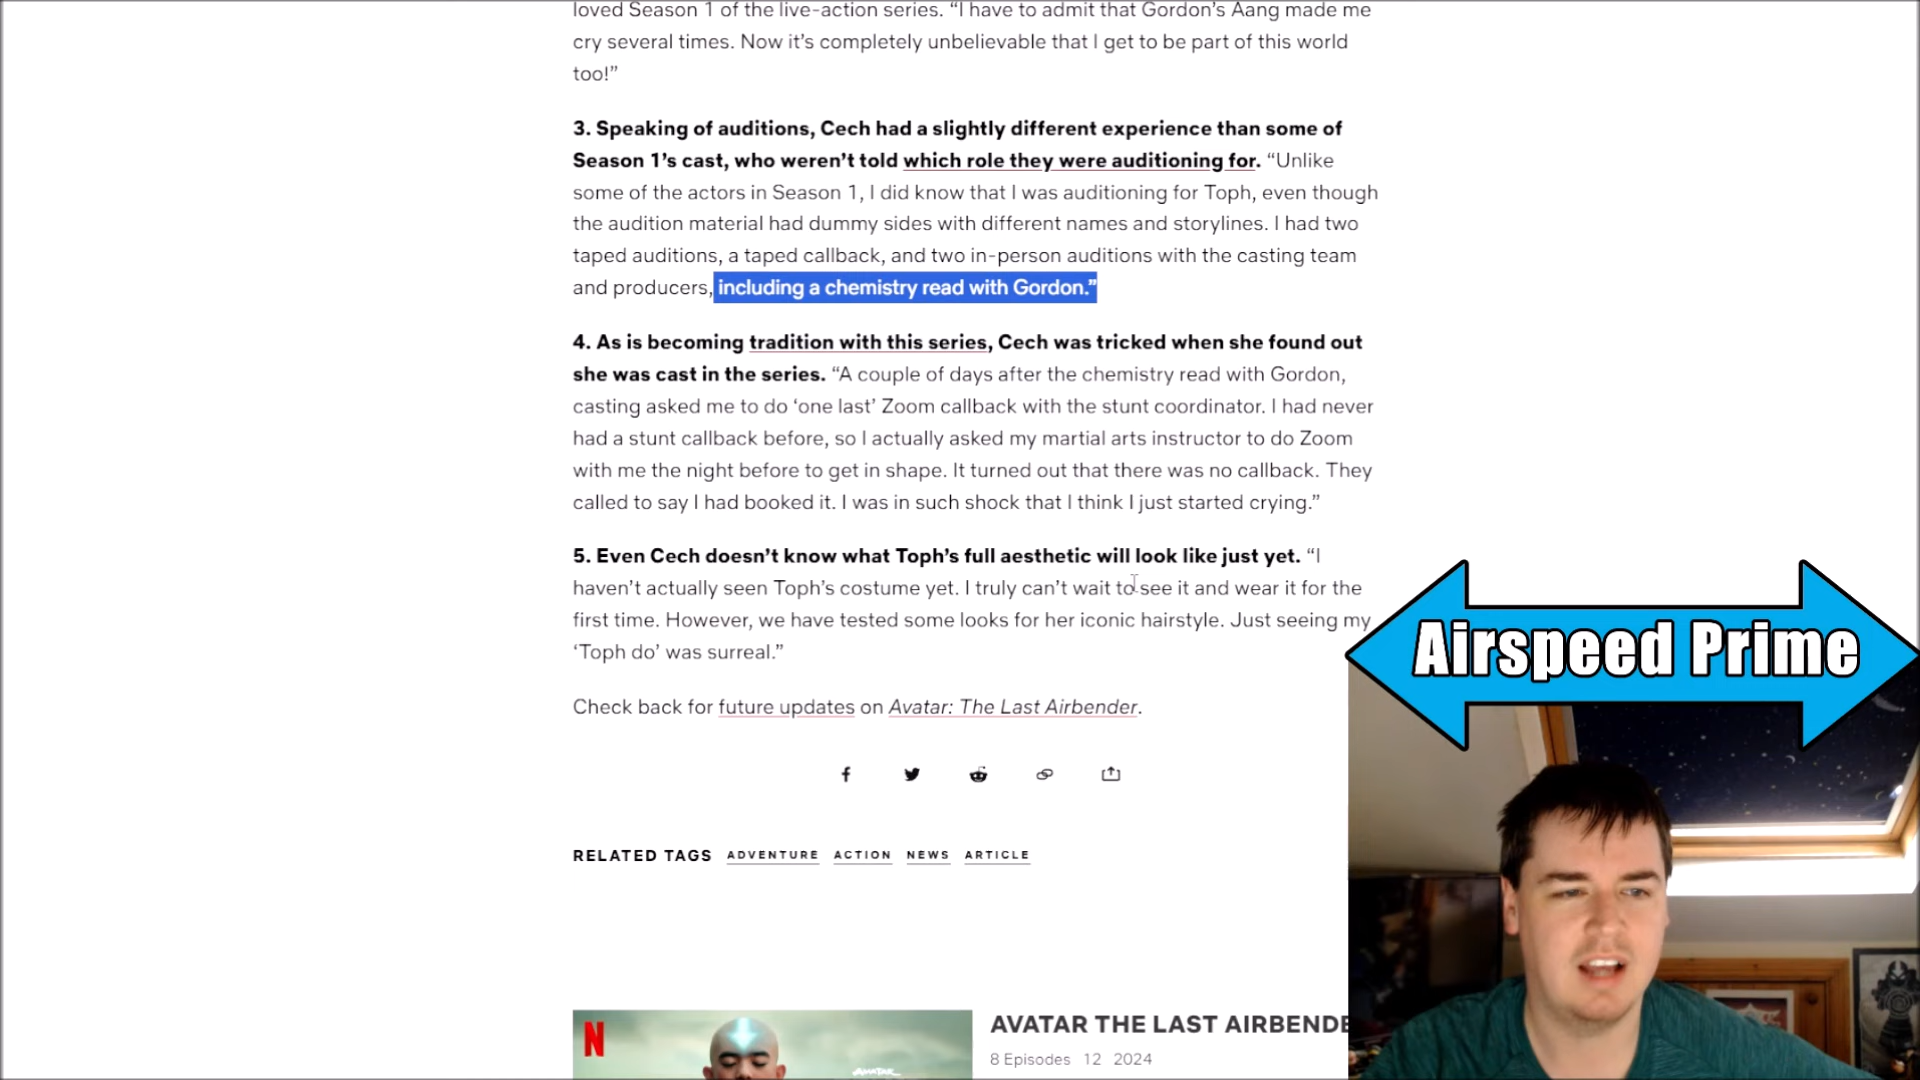 loved Season 1 of the live-action series. “I have to admit that Gordon’s Aang made me
cry several times. Now it’s completely unbelievable that I get to be part of this world
too!”
3. Speaking of auditions, Cech had a slightly different experience than some of
Season 1’s cast, who weren’t told which role they were auditioning for. “Unlike
some of the actors in Season 1, I did know that I was auditioning for Toph, even though
the audition material had dummy sides with different names and storylines. I had two
taped auditions, a taped callback, and two in-person auditions with the casting team
and producers, including a chemistry read with Gordon.”
4. As is becoming tradition with this series, Cech was tricked when she found out
she was cast in the series. “A couple of days after the chemistry read with Gordon,
casting asked me to do ‘one last’ Zoom callback with the stunt coordinator. I had never
had a stunt callback before, so I actually asked my martial arts instructor to do Zoom
with me the night before to get in shape. It turned out that there was no callback. They
called to say I had booked it. I was in such shock that I think I just started crying.”
5. Even Cech doesn’t know what Toph’s full aesthetic will look like just yet. “I
haven’t actually seen Toph’s costume yet. I truly can’t wait to see it and wear it for the
first time. However, we have tested some looks for her iconic hairstyle. Just seeing my
‘Toph do’ was surreal.”
Check back for future updates on Avatar: The Last Airbender.
Airspeed Prime
RELATED TAGS ADVENTURE ACTION NEWS ARTICLE
N
AVATAR
AVATAR THE LAST AIRBENDE
8 Episodes 12 2024